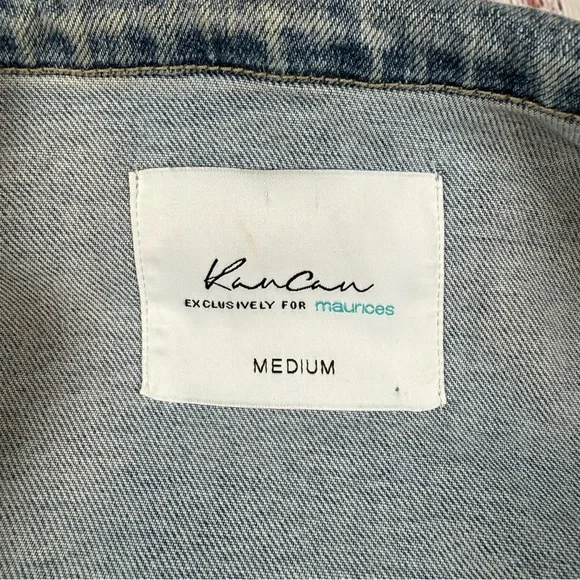 KanCan
EXCLUSIVELY FOR maurices
MEDIUM